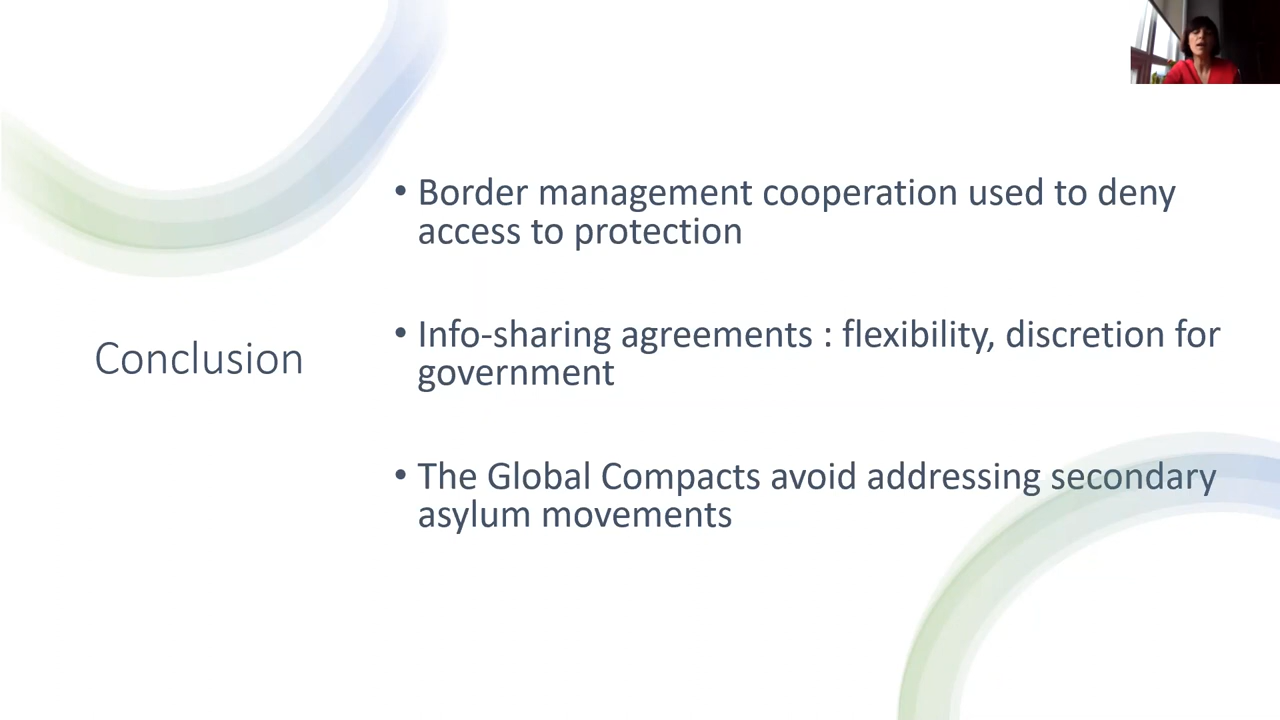 Conclusion
• Border management cooperation used to deny
access to protection
• Info-sharing agreements : flexibility, discretion for
government
• The Global Compacts avoid addressing secondary
asylum movements